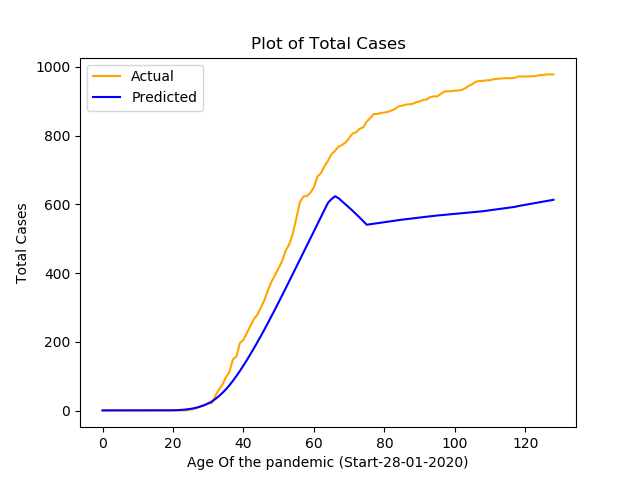 Plot of Total Cases
Actual
Predicted
Total Cases
1000
800
600
400
200
0
0 20 40 60 80 100 120
Age Of the pandemic (Start-28-01-2020)